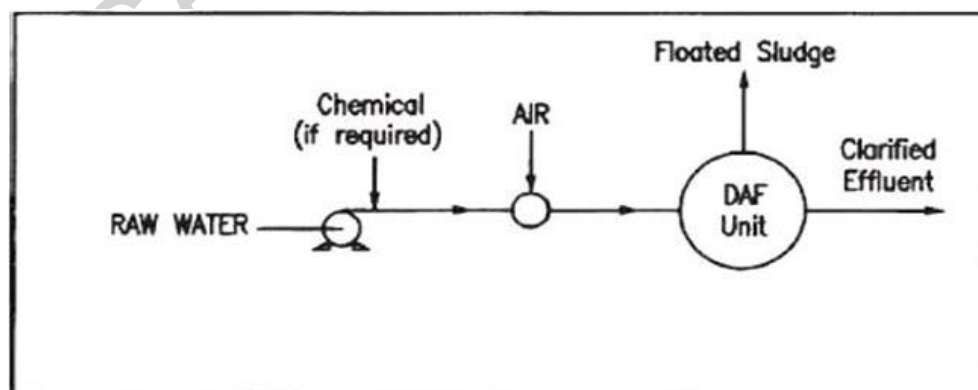 Floated Sludge
Chemical
(if required)
AIR
Clarified
Effluent
DAF
Unit
RAW WATER